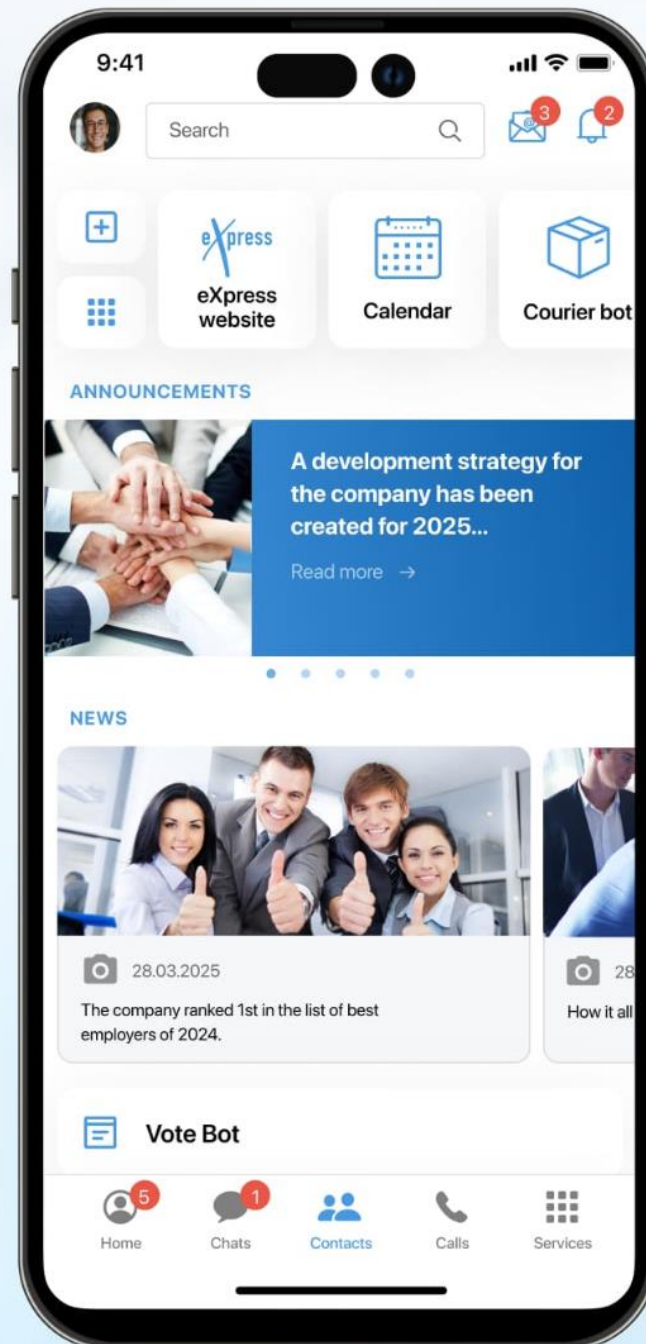 9:41
3
2
Search
eXpress
eXpress
website
Calendar
Courier bot
ANNOUNCEMENTS
A development strategy for
the company has been
created for 2025...
Read more →
NEWS
28.03.2025
28
The company ranked 1st in the list of best
employers of 2024.
How it all
Vote Bot
5
1
Home
Chats
Contacts
Calls
Services